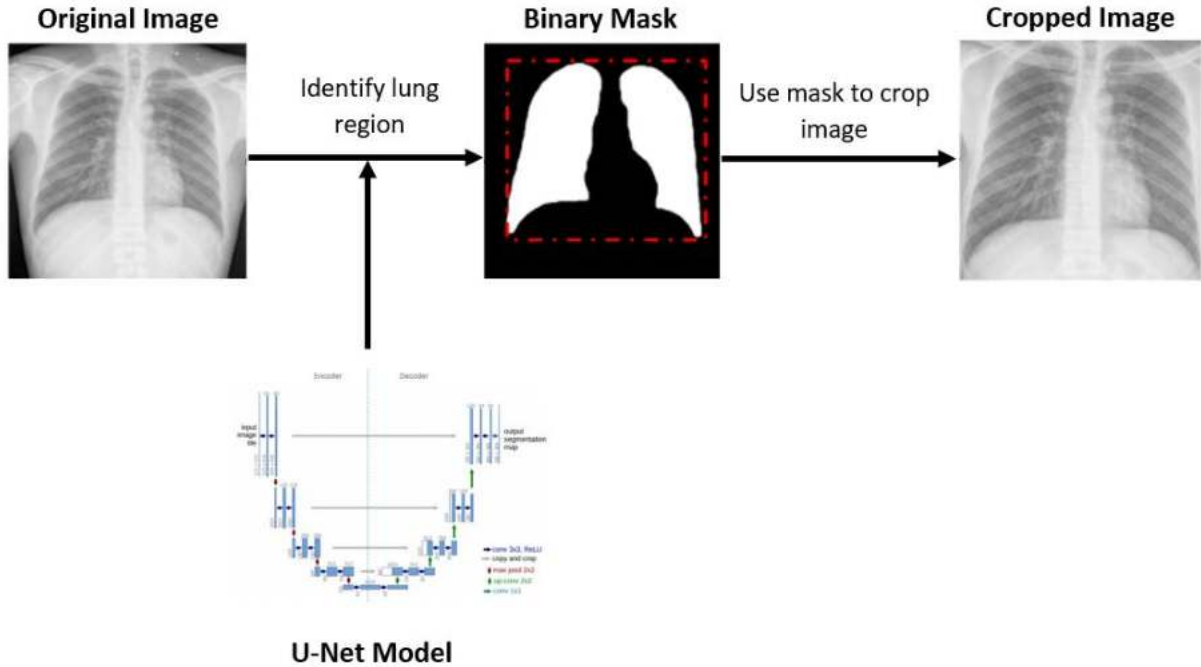 Original Image
Binary Mask
Cropped Image
Identify lung
region
Use mask to crop
image
Encoder
Decoder
input
image
tile
output
segmentation
map
conv 3x3, ReLU
copy and crop
max pool 2x2
up-conv 2x2
conv 1x1
U-Net Model